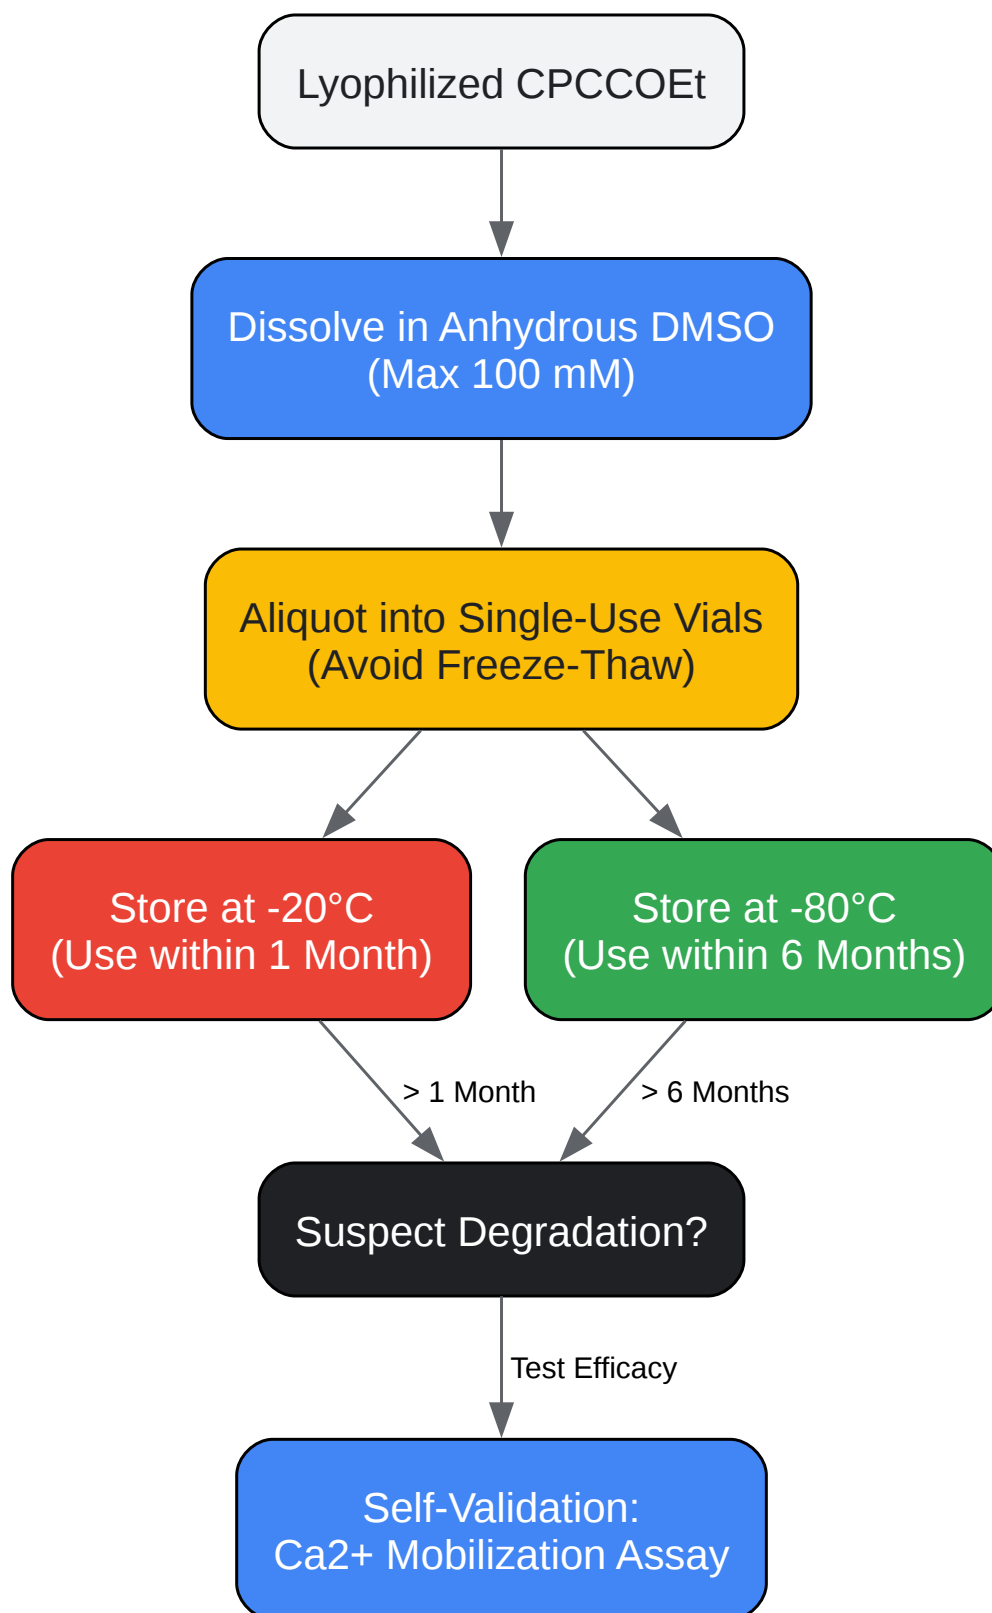 Lyophilized CPCCOEt
Dissolve in Anhydrous DMSO
(Max 100 mM)
Aliquot into Single-Use Vials
(Avoid Freeze-Thaw)
Store at -20°C
(Use within 1 Month)
Store at -80°C
(Use within 6 Months)
> 1 Month
> 6 Months
Suspect Degradation?
Test Efficacy
Self-Validation:
Ca2+ Mobilization Assay